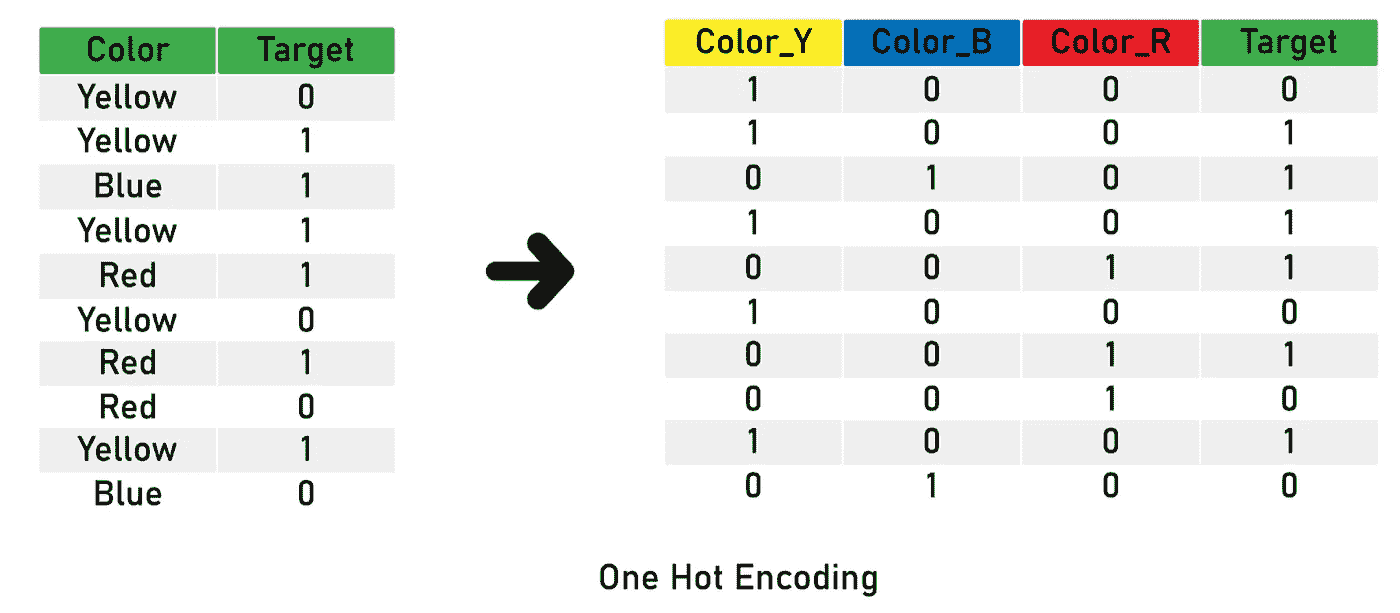 Color Target
Yellow 0
Yellow 1
Blue 1
Yellow 1
Red 1
Yellow 0
Red 1
Red 0
Yellow 1
Blue 0
Color_Y Color_B Color_R Target
1 0 0 0
1 0 0 1
0 1 0 1
1 0 0 1
0 0 1 1
1 0 0 0
0 0 1 1
0 0 1 0
1 0 0 1
0 1 0 0
One Hot Encoding